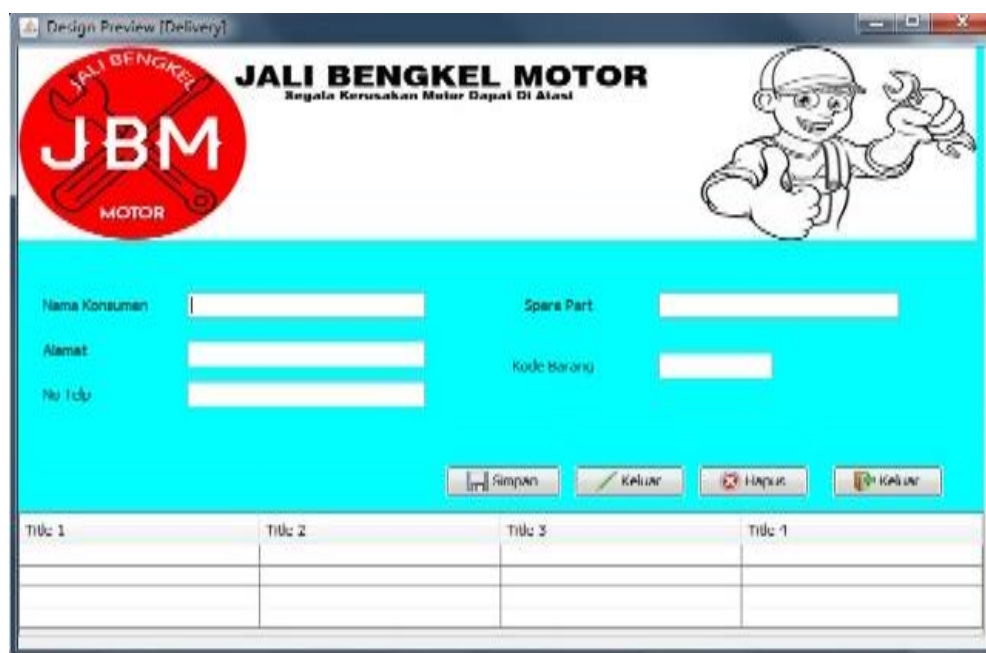 Design Preview [Delivery]
JALI BENGKEL
JBM
MOTOR
JALI BENGKEL MOTOR
Segala Kerusakan Motor Dapat Di Atasi
Nama Konsumen
Spare Part
Alamat
Kode Barang
No Telp
Simpan
Keluar
Hapus
Keluar
Title 1 Title 2 Title 3 Title 4